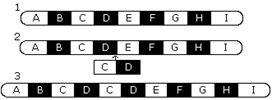 1 A B C D E F G H I
2 A B C D E F G H I
C D
3 A B C D C D E F G H I